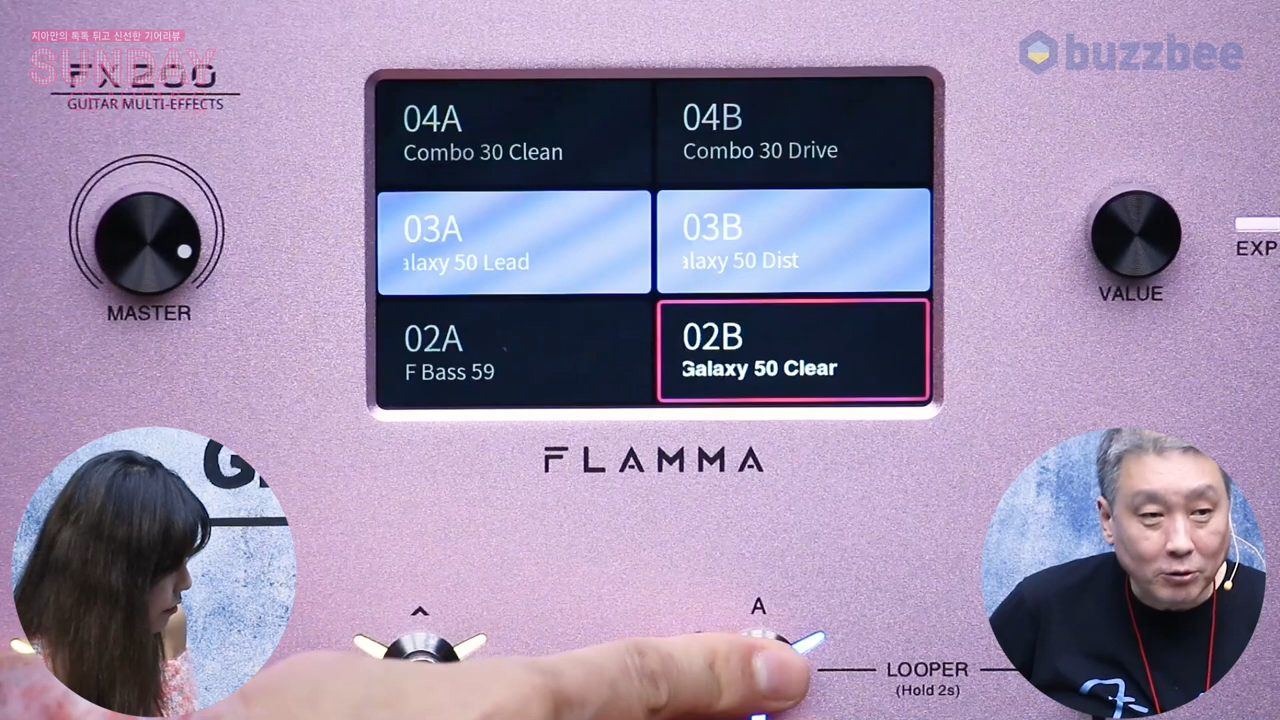 지아만의 톡톡 튀고 신선한 기어리뷰
SUNDAY
FX200
GUITAR MULTI-EFFECTS
buzzbee
04A
Combo 30 Clean
04B
Combo 30 Drive
03A
alaxy 50 Lead
03B
alaxy 50 Dist
02A
F Bass 59
02B
Galaxy 50 Clear
MASTER
VALUE
EXP
FLAMMA
A
LOOPER
(Hold 2s)